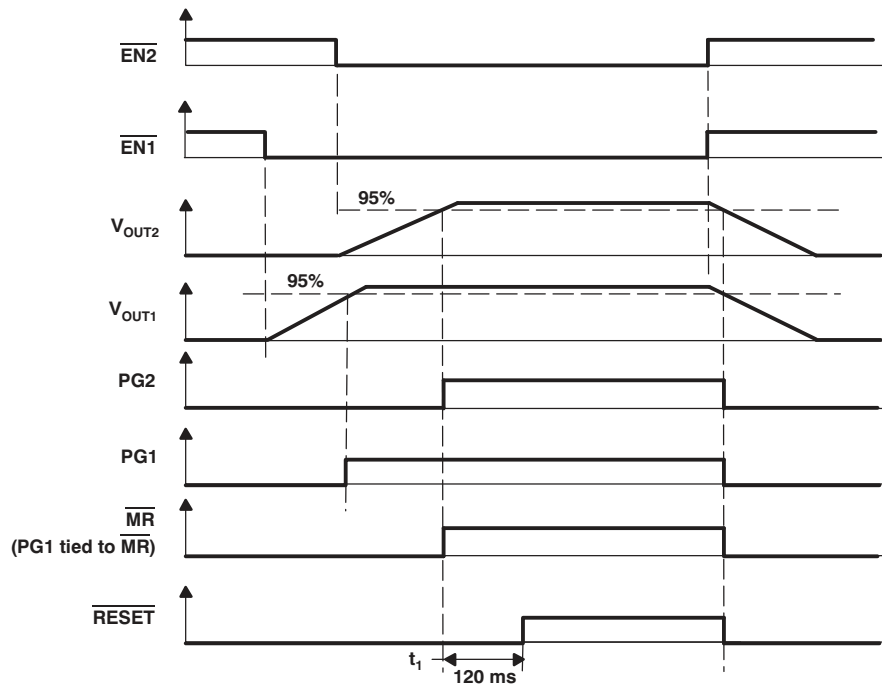 EN2
EN1
95%
VOUT2
95%
VOUT1
PG2
PG1
MR
(PG1 tied to MR)
RESET
t1
120 ms